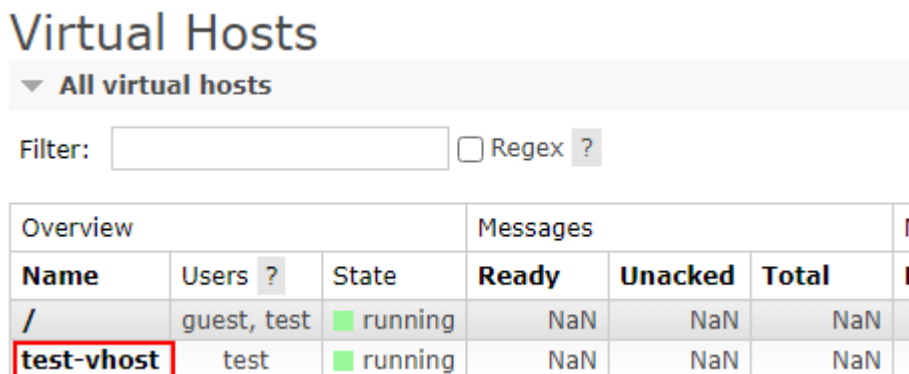 Virtual Hosts
All virtual hosts
Filter: Regex ?
Overview Messages
Name Users ? State Ready Unacked Total
/ guest, test running NaN NaN NaN
test-vhost test running NaN NaN NaN